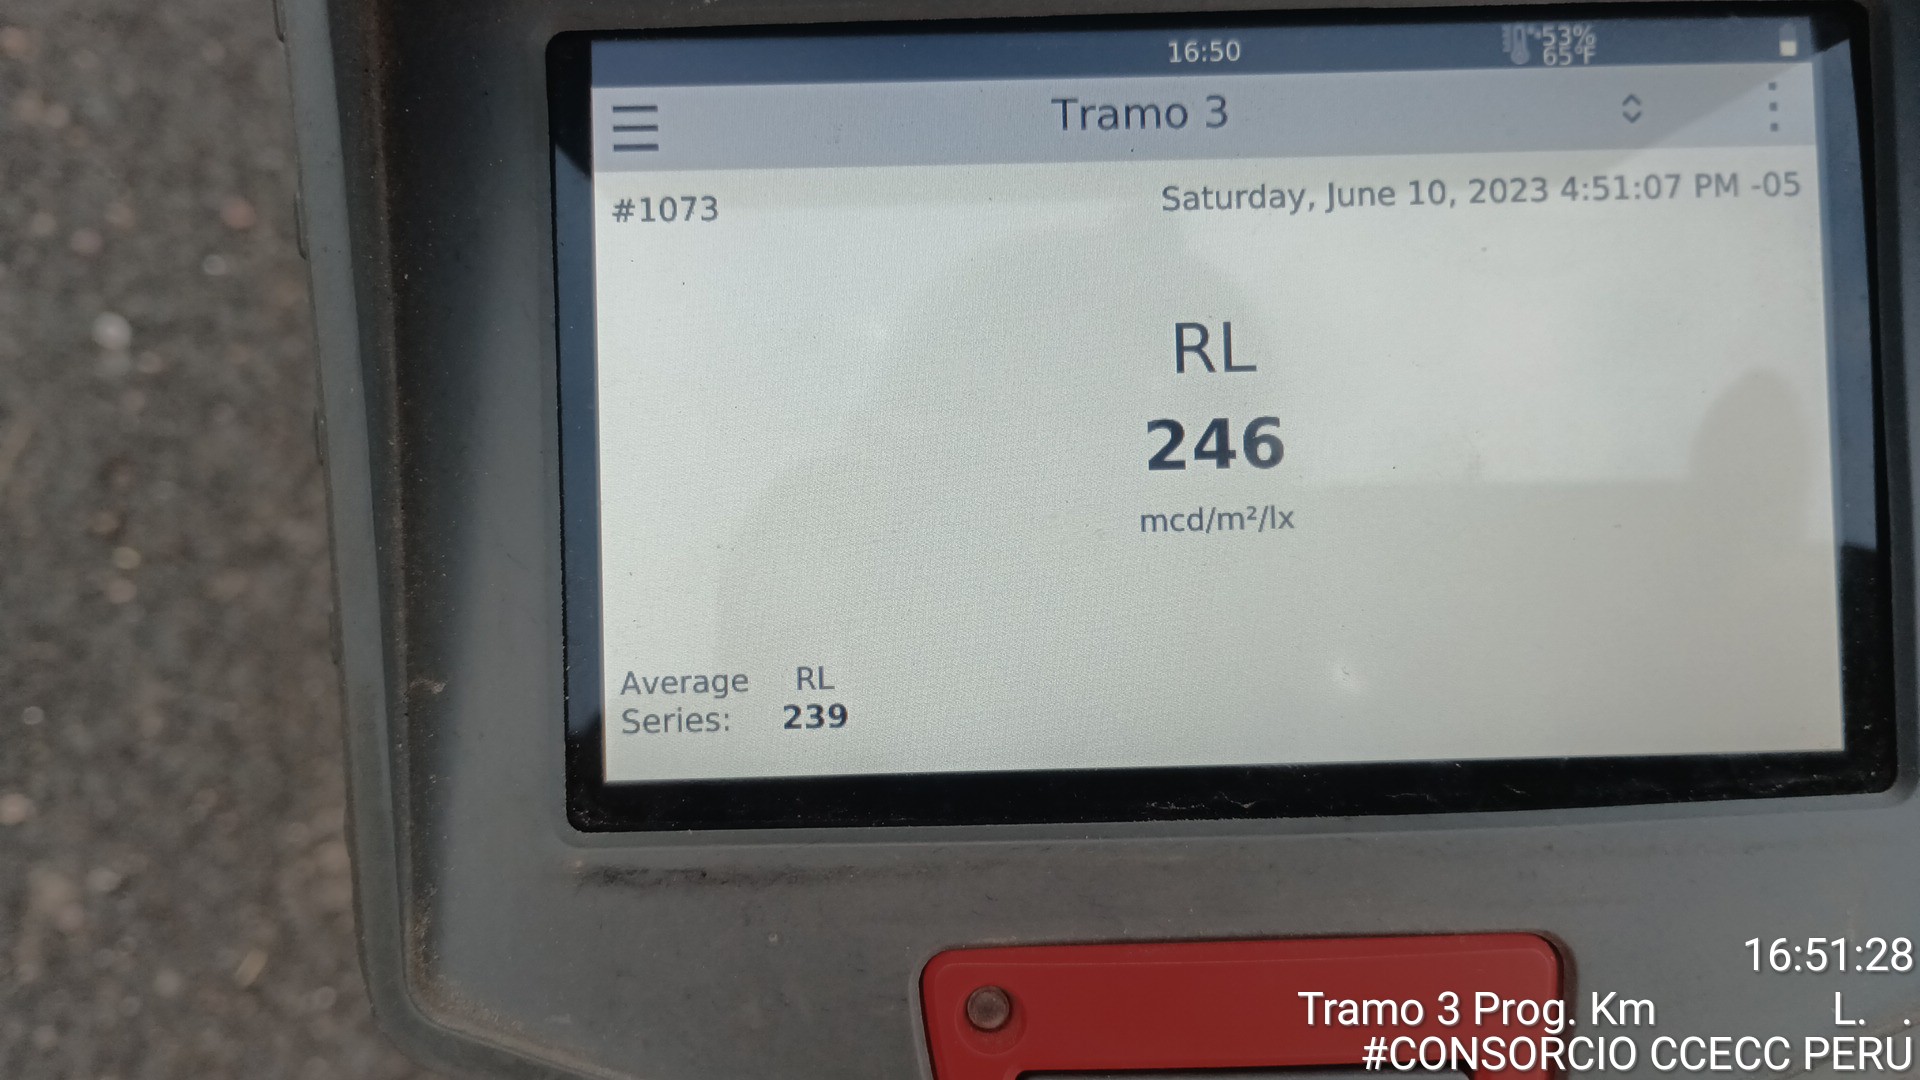 16:50
53%
65°F
Tramo 3
#1073
Saturday, June 10, 2023 4:51:07 PM -05
RL
246
mcd/m²/lx
Average RL
Series: 239
16:51:28
Tramo 3 Prog. Km L. .
#CONSORCIO CCECC PERU